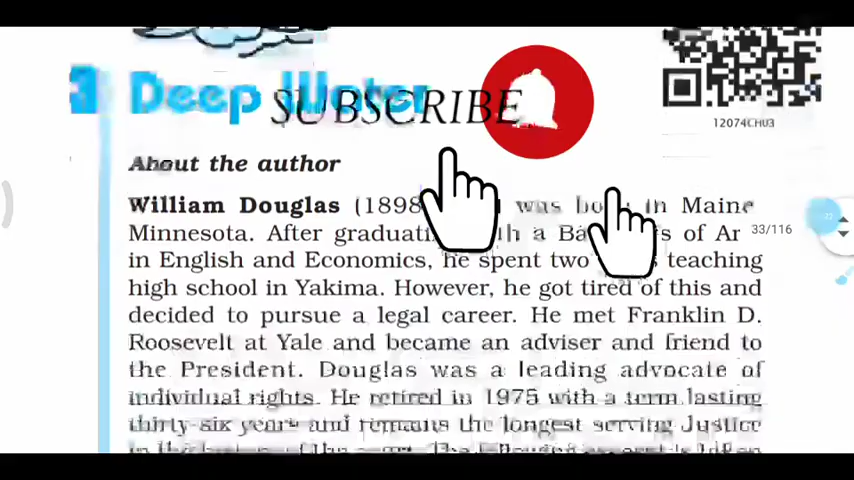 3 Deep Water
SUBSCRIBE
12074CH03
About the author
William Douglas (1898 was in Maine
Minnesota. After a of
33/116
in English and Economics, he spent two teaching
high school in Yakima. However, he got tired of this and
decided to pursue a legal career. He met Franklin D.
Roosevelt at Yale and became an adviser and friend to
the President. Douglas was a leading advocate of
individual rights. He retired in 1975 with a term lasting
thirty-six years and remains the longest serving Justice